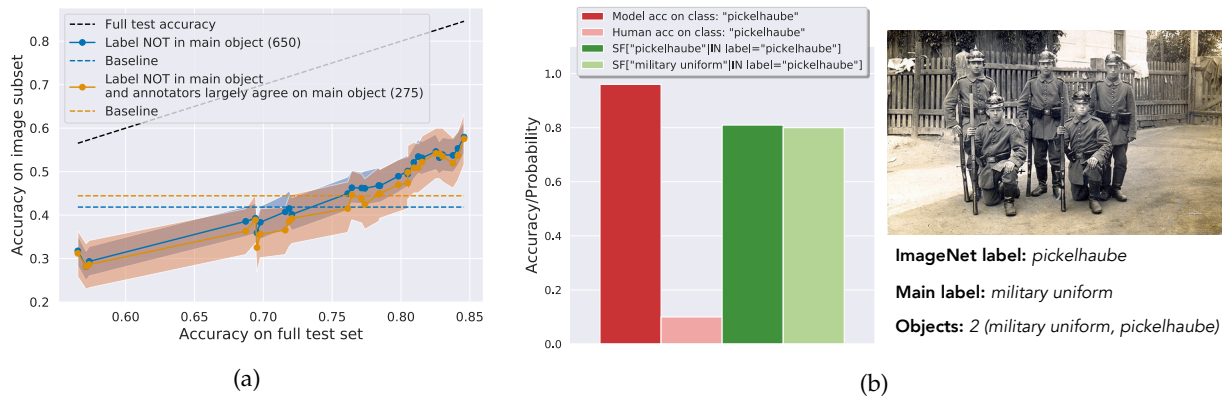 Full test accuracy
Label NOT in main object (650)
Baseline
Label NOT in main object
and annotators largely agree on main object (275)
Baseline
Accuracy on image subset
0.8
0.7
0.6
0.5
0.4
0.3
0.2
0.60
0.65
0.70
0.75
0.80
0.85
Accuracy on full test set
(a)
Model acc on class: "pickelhaube"
Human acc on class: "pickelhaube"
SF["pickelhaube"|IN label="pickelhaube"]
SF["military uniform"|IN label="pickelhaube"]
Accuracy/Probability
1.0
0.8
0.6
0.4
0.2
0.0
ImageNet label: pickelhaube
Main label: military uniform
Objects: 2 (military uniform, pickelhaube)
(b)